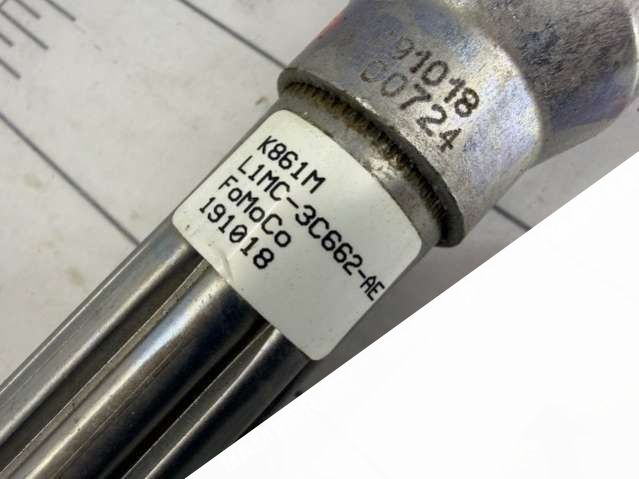 91018
00724
K861M
L1MC-3C662-AE
FoMoCo
191018